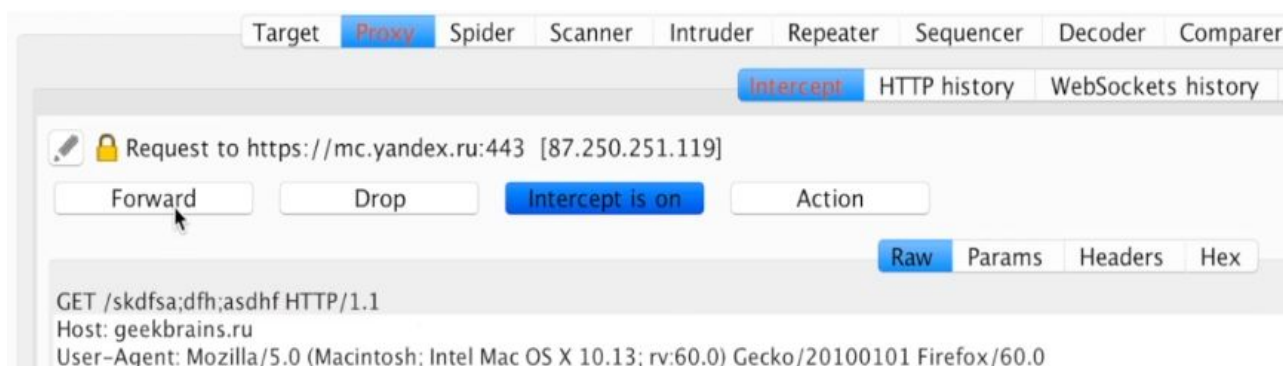 Target Proxy Spider Scanner Intruder Repeater Sequencer Decoder Comparer
Intercept HTTP history WebSockets history
Request to https://mc.yandex.ru:443 [87.250.251.119]
Forward Drop Intercept is on Action
Raw Params Headers Hex
GET /skdfsa;dfh;asdhf HTTP/1.1
Host: geekbrains.ru
User-Agent: Mozilla/5.0 (Macintosh; Intel Mac OS X 10.13; rv:60.0) Gecko/20100101 Firefox/60.0